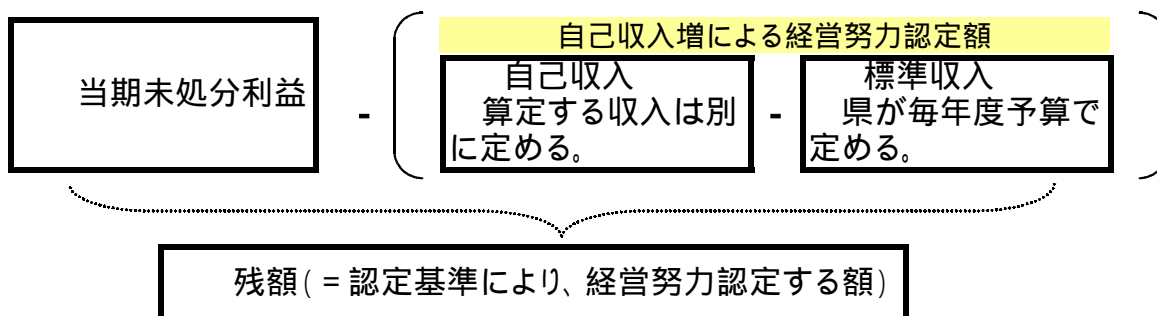 自己収入増による経営努力認定額
当期未処分利益
-
自己収入
算定する収入は別
に定める。
-
標準収入
県が毎年度予算で
定める。
残額(=認定基準により、経営努力認定する額)